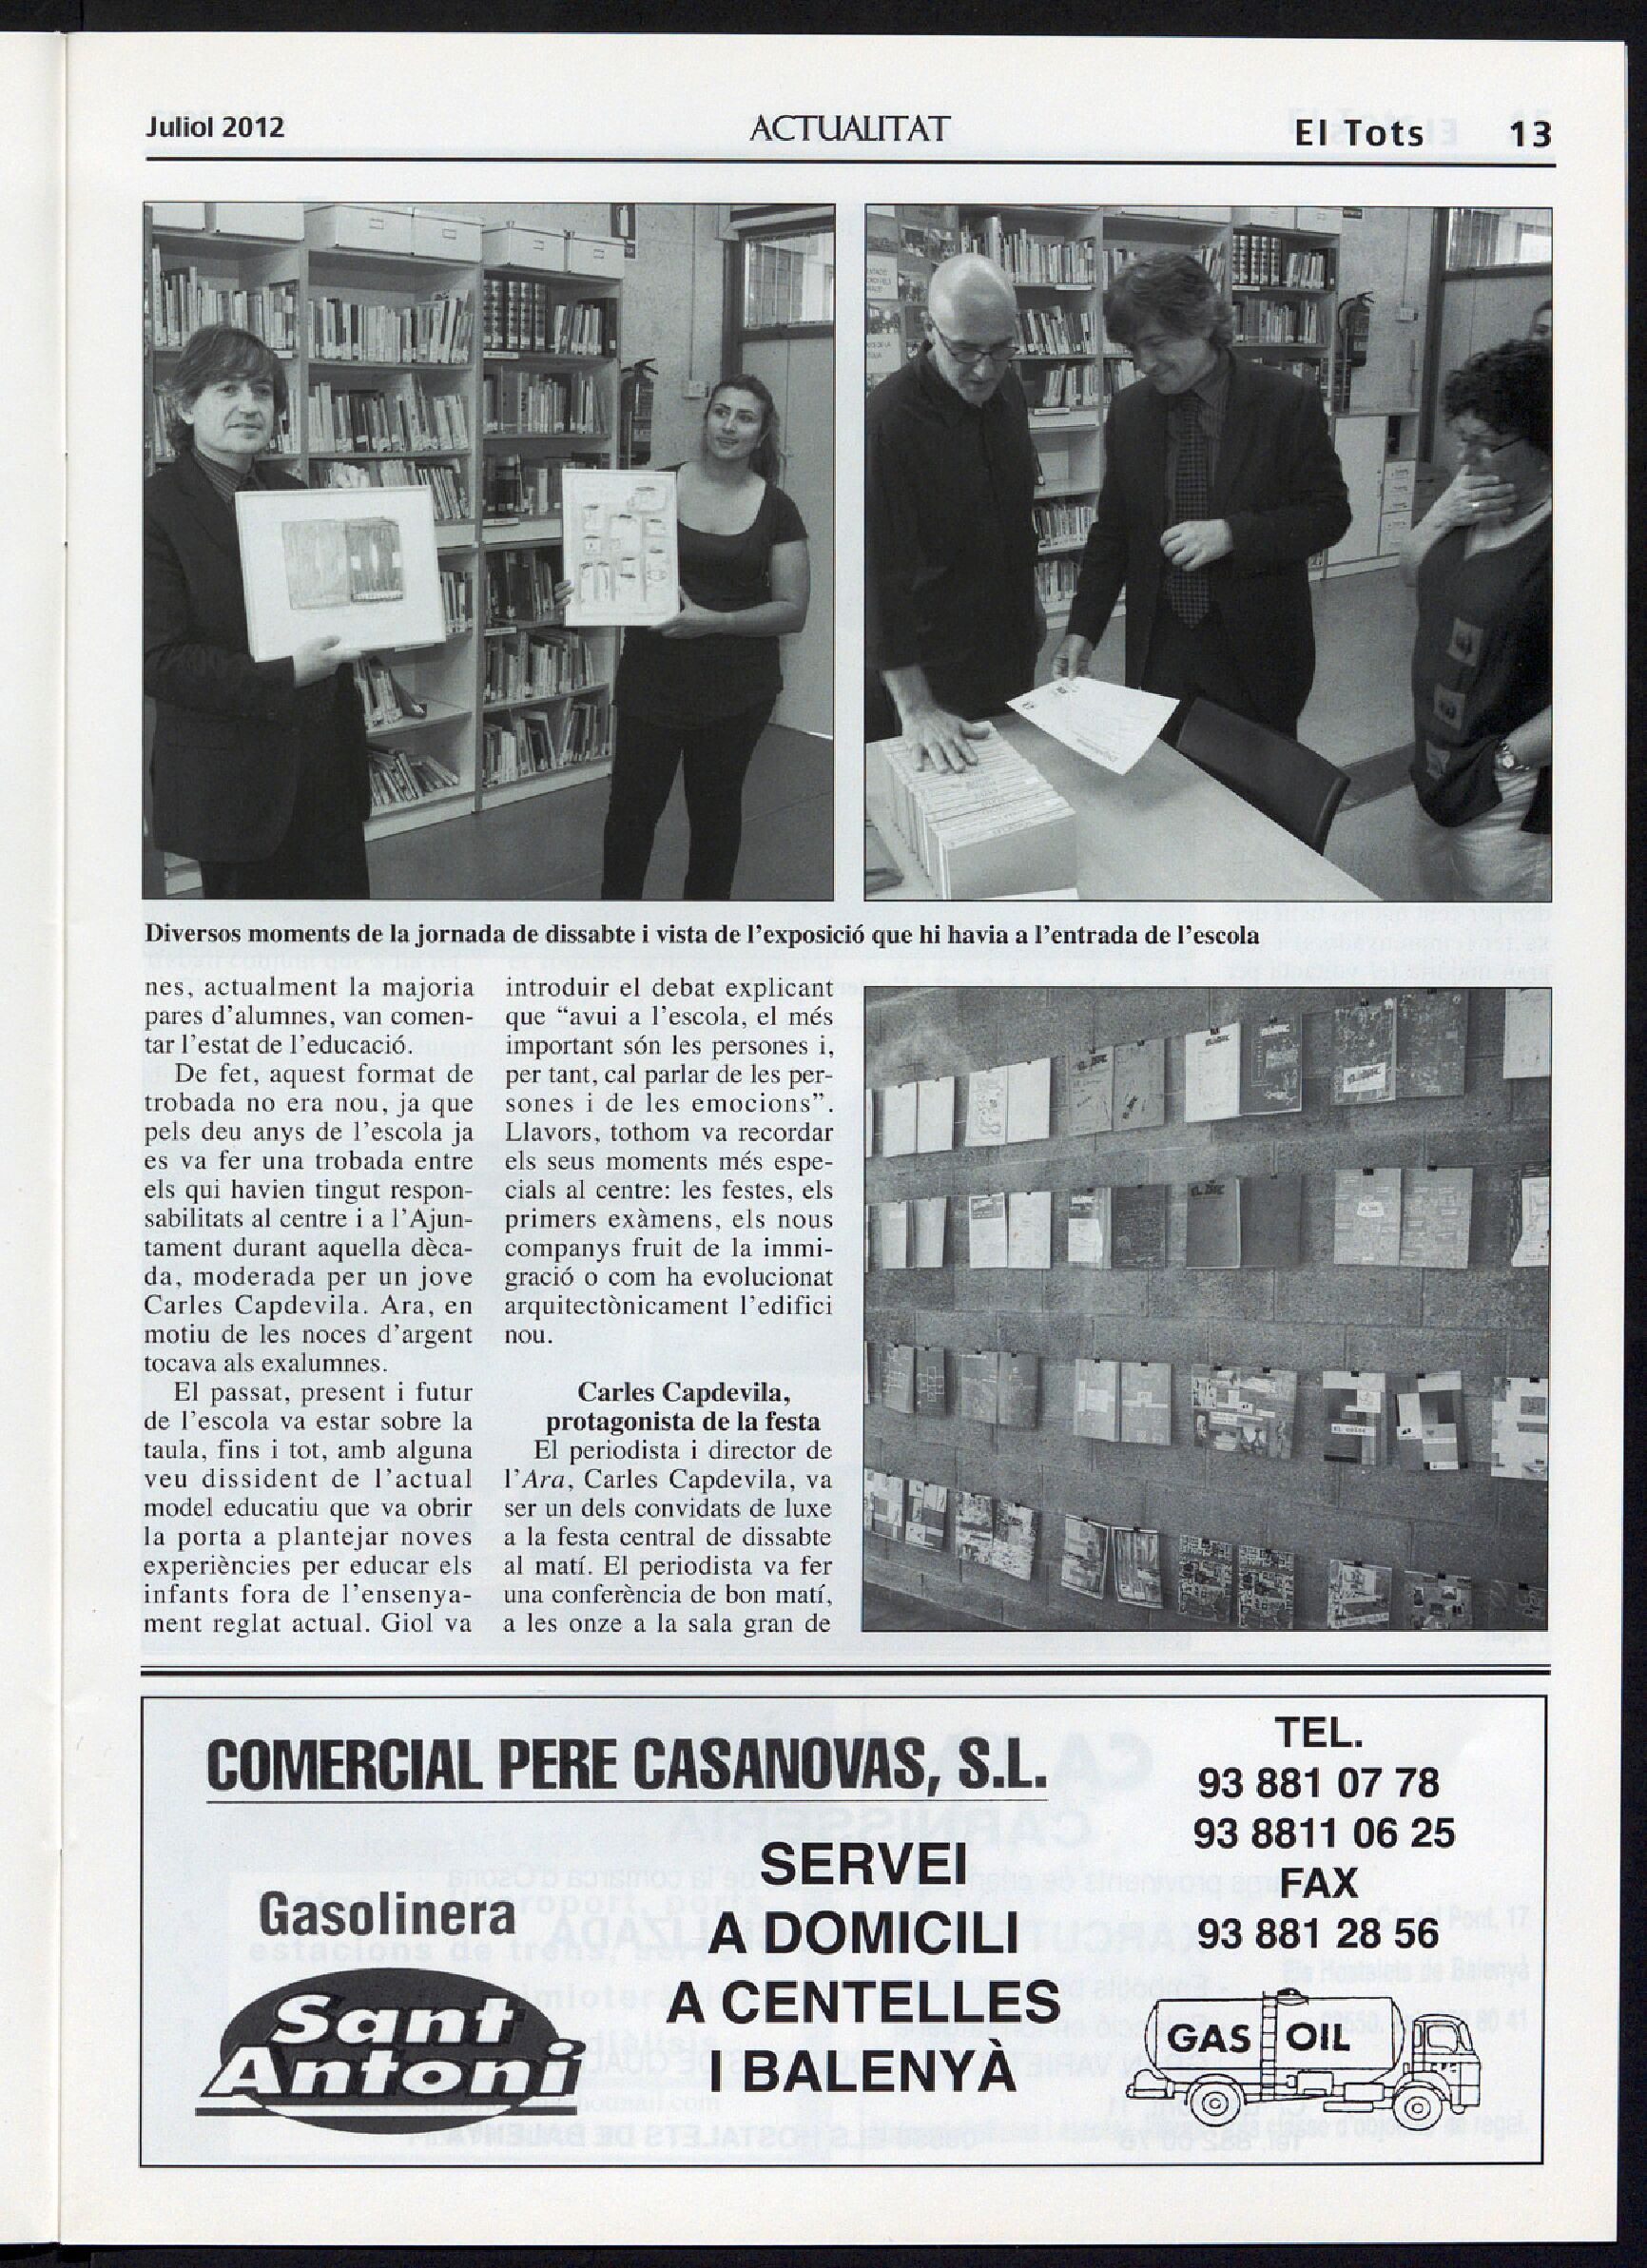 Juliol 2012
ACTUALITAT
El Tots 13
Diversos moments de la jornada de dissabte i vista de l'exposició que hi havia a l'entrada de l'escola
nes, actualment la majoria
pares d'alumnes, van comen-
tar l'estat de l'educació.
De fet, aquest format de
trobada no era nou, ja que
pels deu anys de l'escola ja
es va fer una trobada entre
els qui havien tingut respon-
sabilitats al centre i a l'Ajun-
tament durant aquella dèca-
da, moderada per un jove
Carles Capdevila. Ara, en
motiu de les noces d'argent
tocava als exalumnes.
El passat, present i futur
de l'escola va estar sobre la
taula, fins i tot, amb alguna
veu dissident de l'actual
model educatiu que va obrir
la porta a plantejar noves
experiències per educar els
infants fora de l'ensenya-
ment reglat actual. Giol va
introduir el debat explicant
que “avui a l'escola, el més
important són les persones i,
per tant, cal parlar de les per-
sones i de les emocions”.
Llavors, tothom va recordar
els seus moments més espe-
cials al centre: les festes, els
primers exàmens, els nous
companys fruit de la immi-
gració o com ha evolucionat
arquitectònicament l'edifici
nou.
Carles Capdevila,
protagonista de la festa
El periodista i director de
l'Ara, Carles Capdevila, va
ser un dels convidats de luxe
a la festa central de dissabte
al matí. El periodista va fer
una conferència de bon matí,
a les onze a la sala gran de
COMERCIAL PERE CASANOVAS, S.L.
Gasolinera
Sant
Antoni
SERVEI
A DOMICILI
A CENTELLES
I BALENYÀ
TEL.
93 881 07 78
93 8811 06 25
FAX
93 881 28 56
GAS OIL